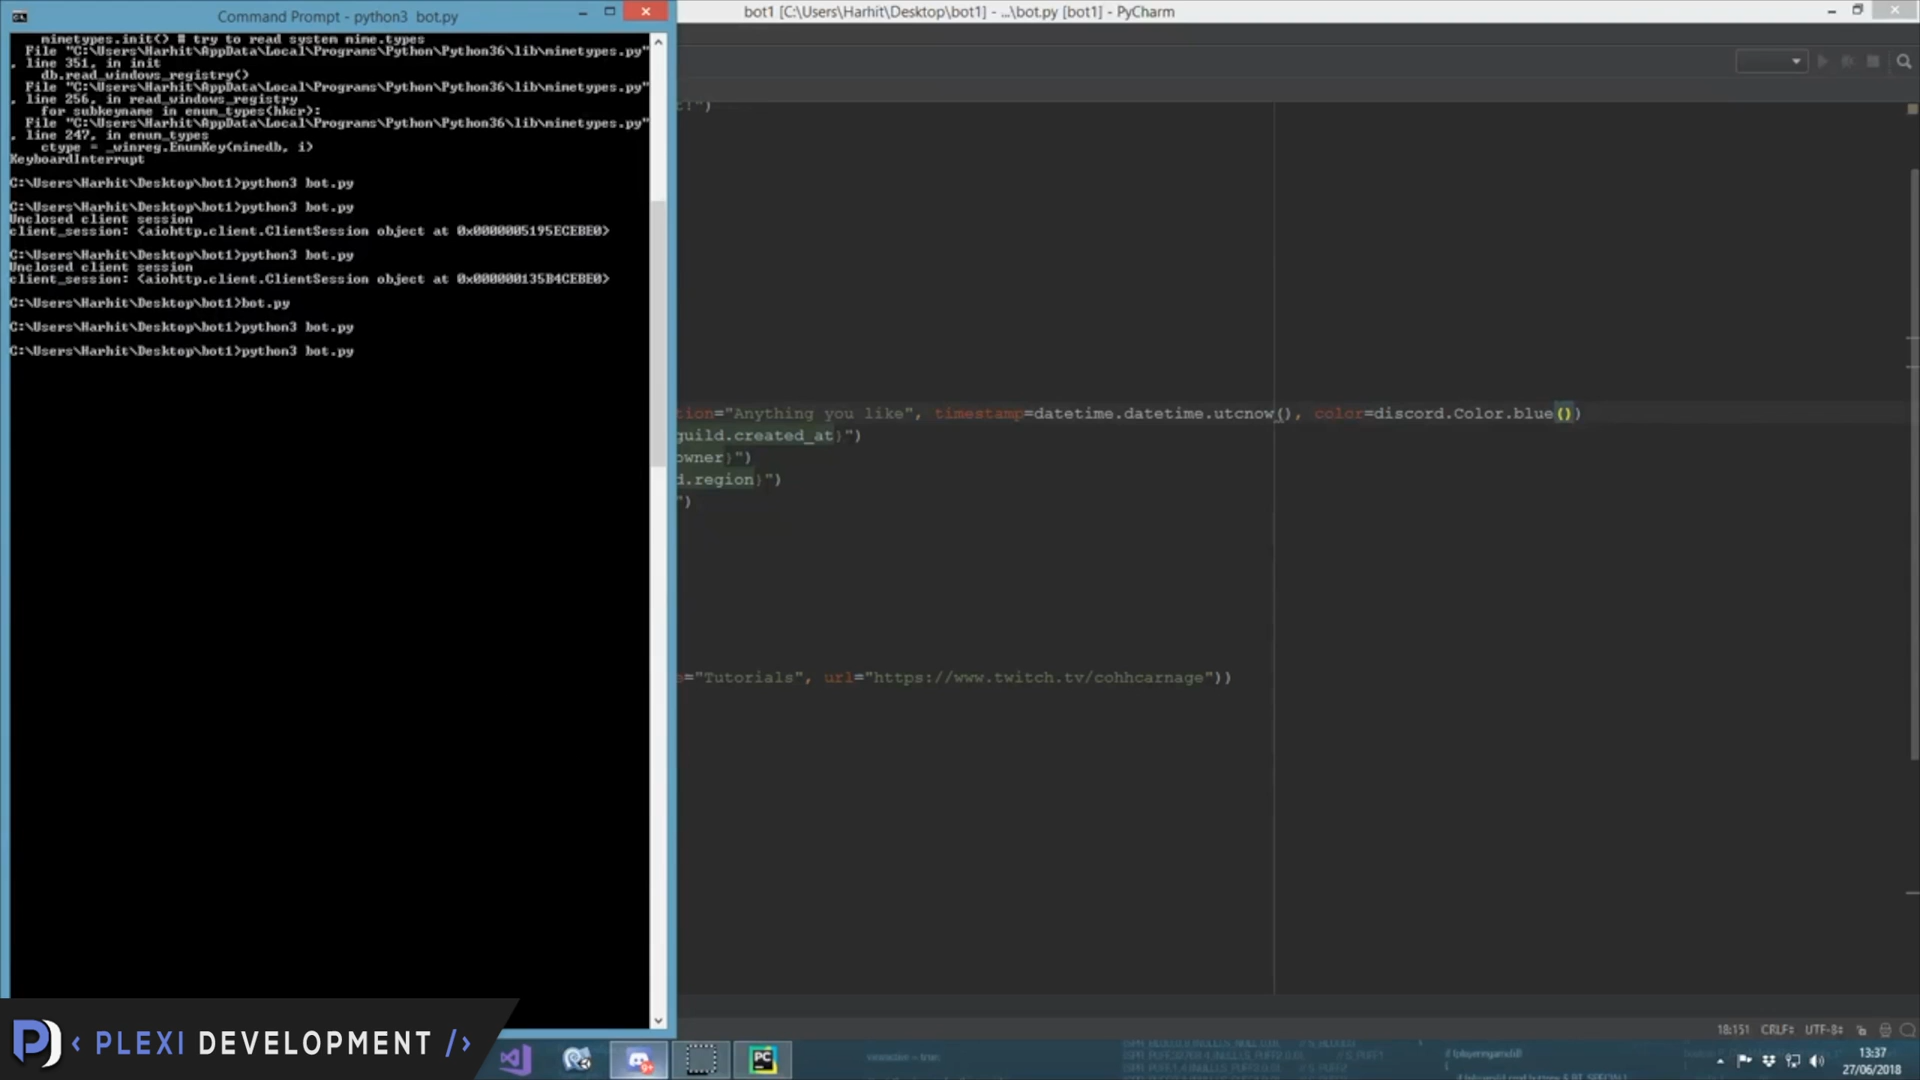 Command Prompt - python3  bot.py
mimetypes.init() # try to read system mime.types
File "C:\Users\Harhit\AppData\Local\Programs\Python\Python36\lib\mimetypes.py"
, line 351, in init
db.read_windows_registry()
File "C:\Users\Harhit\AppData\Local\Programs\Python\Python36\lib\mimetypes.py"
, line 256, in read_windows_registry
for subkeyname in enum_types(hkcr):
File "C:\Users\Harhit\AppData\Local\Programs\Python\Python36\lib\mimetypes.py"
, line 247, in enum_types
ctype = _winreg.EnumKey(mimedb, i)
KeyboardInterrupt
C:\Users\Harhit\Desktop\bot1>python3 bot.py
C:\Users\Harhit\Desktop\bot1>python3 bot.py
Unclosed client session
client_session: <aiohttp.client.ClientSession object at 0x0000005195ECEBE0>
C:\Users\Harhit\Desktop\bot1>python3 bot.py
Unclosed client session
client_session: <aiohttp.client.ClientSession object at 0x000000135B4CEBE0>
C:\Users\Harhit\Desktop\bot1>bot.py
C:\Users\Harhit\Desktop\bot1>python3 bot.py
C:\Users\Harhit\Desktop\bot1>python3 bot.py
bot1 [C:\Users\Harhit\Desktop\bot1] - ...\bot.py [bot1] - PyCharm
!")
tion="Anything you like", timestamp=datetime.datetime.utcnow(), color=discord.Color.blue())
guild.created_at}")
owner}")
d.region}")
")
e="Tutorials", url="https://www.twitch.tv/cohhcarnage"))
18:151 CRLF÷ UTF-8÷
PJ < PLEXI DEVELOPMENT />
PC
13:37
27/06/2018